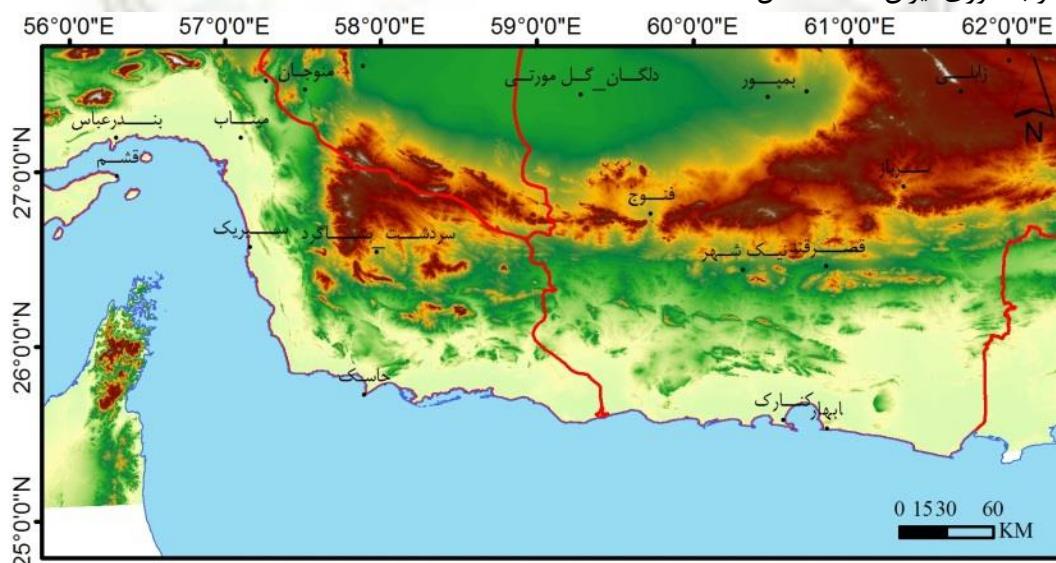 56°0'0"E 57°0'0"E 58°0'0"E 59°0'0"E 60°0'0"E 61°0'0"E 62°0'0"E
منوجان
دلگان_گل مورتی
بمپور
زابلی
N
بندرعباس
میناب
قشم
27°0'0"N
سرباز
فنوج
سیریک
سردشت_بشاگرد
نیک شهر
قصرقند
26°0'0"N
جاسک
کنارک
ابهار
0 15 30 60
KM
25°0'0"N